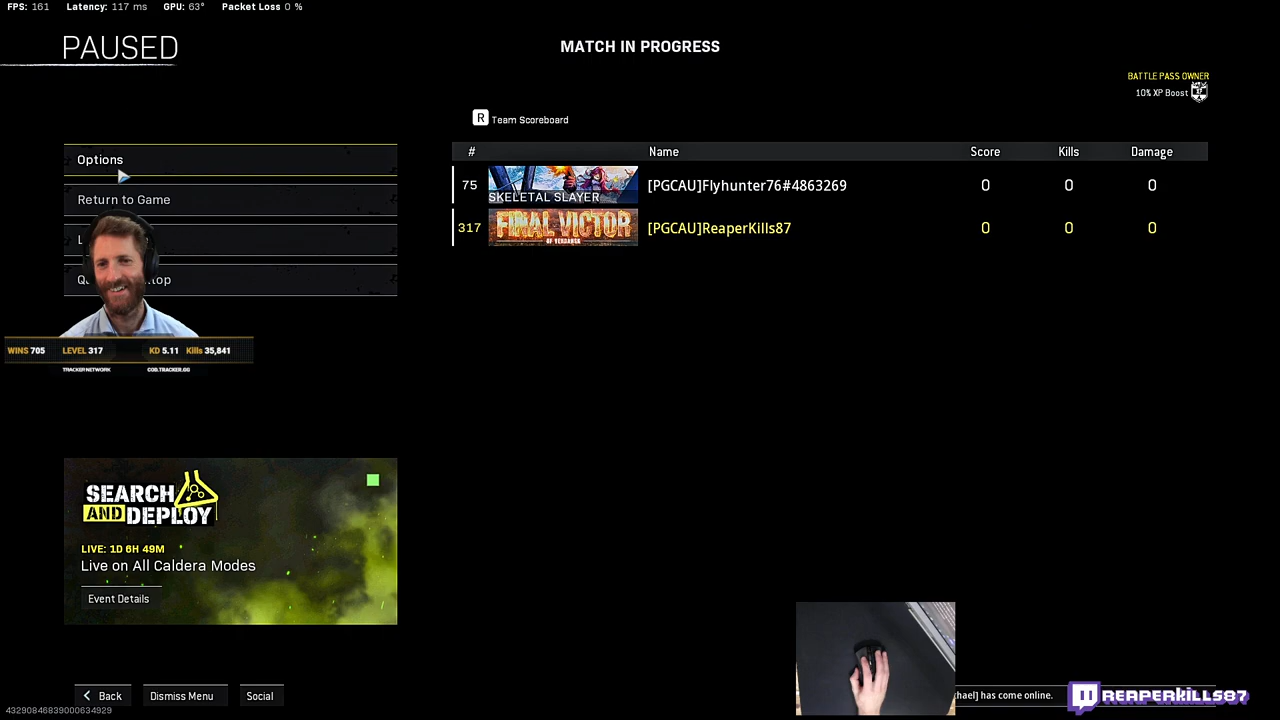 FPS: 161 Latency: 117 ms GPU: 63° Packet Loss 0 %
PAUSED
MATCH IN PROGRESS
BATTLE PASS OWNER
10% XP Boost
R Team Scoreboard
Options
Return to Game
L
# Name Score Kills Damage
75 SKELETAL SLAYER [PGCAU]Flyhunter76#4863269 0 0 0
317 FINAL VICTOR [PGCAU]ReaperKills87 0 0 0
WINS 705 LEVEL 317 KD 5.11 Kills 35,841
TRACKER NETWORK COD.TRACKER.GG
SEARCH
AND DEPLOY
LIVE: 1D 6H 49M
Live on All Caldera Modes
Event Details
Back Dismiss Menu Social
has come online.
REAPERKILLS87